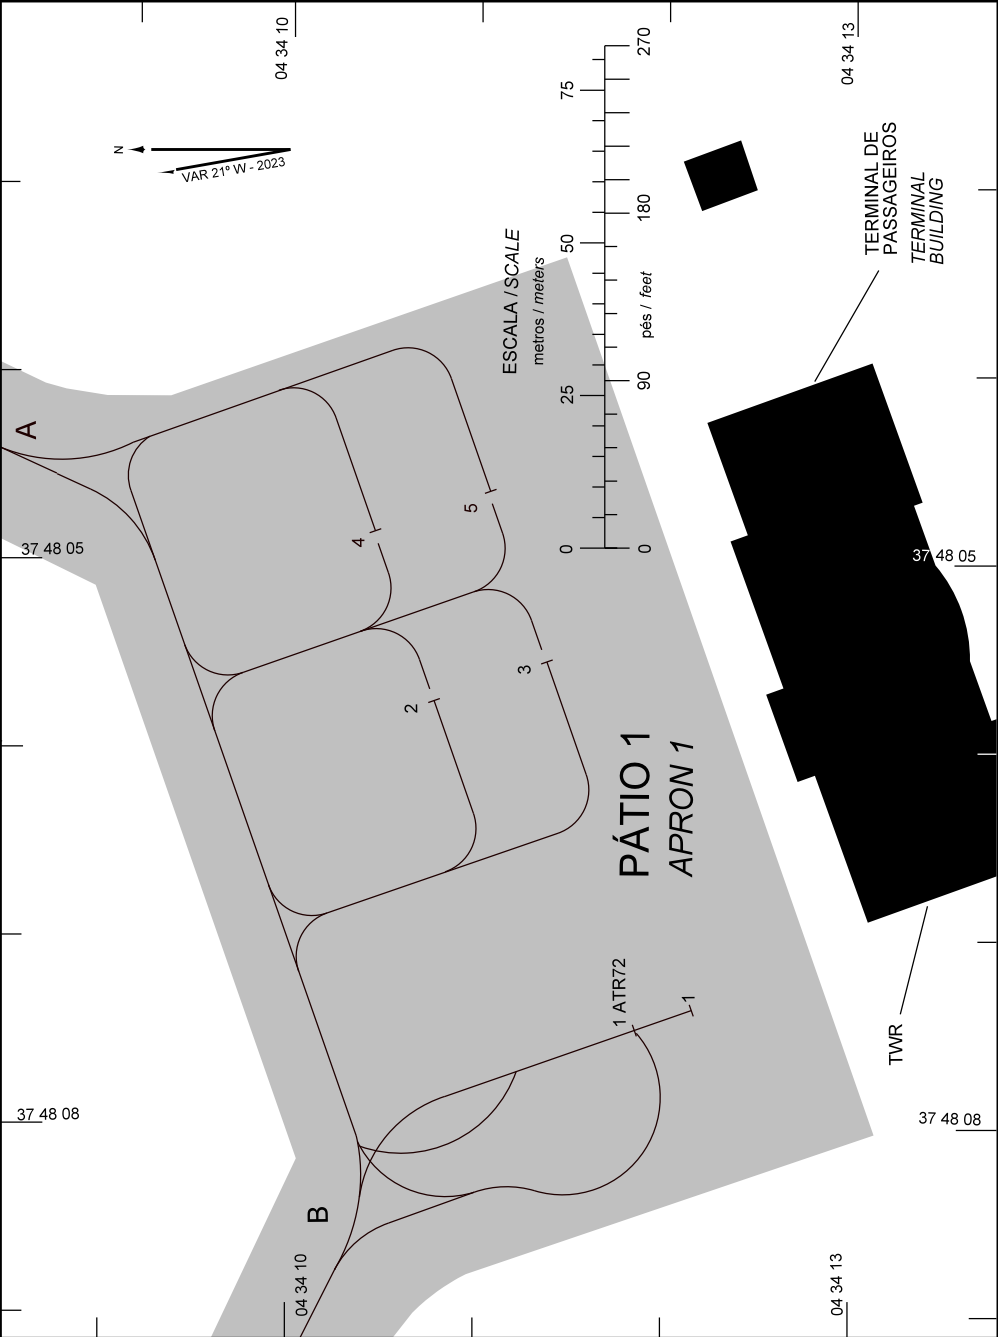 04 34 10
04 34 13
N
VAR 21º W - 2023
ESCALA / SCALE
metros / meters
0 25 50 75
pés / feet
0 90 180 270
TERMINAL DE
PASSAGEIROS
TERMINAL
BUILDING
A
37 48 05
37 48 05
4
5
2
3
PÁTIO 1
APRON 1
1 ATR72
1
TWR
37 48 08
37 48 08
B
04 34 10
04 34 13